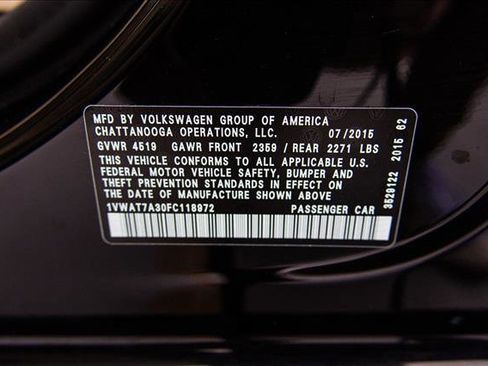 MFD BY VOLKSWAGEN GROUP OF AMERICA
CHATTANOOGA OPERATIONS, LLC. 07/2015
GVWR 4519 GAWR FRONT 2359 / REAR 2271 LBS
THIS VEHICLE CONFORMS TO ALL APPLICABLE U.S.
FEDERAL MOTOR VEHICLE SAFETY, BUMPER AND
THEFT PREVENTION STANDARDS IN EFFECT ON
THE DATE OF MANUFACTURE SHOWN ABOVE
1VWAT7A30FC118972 PASSENGER CAR
3529122 2015 62